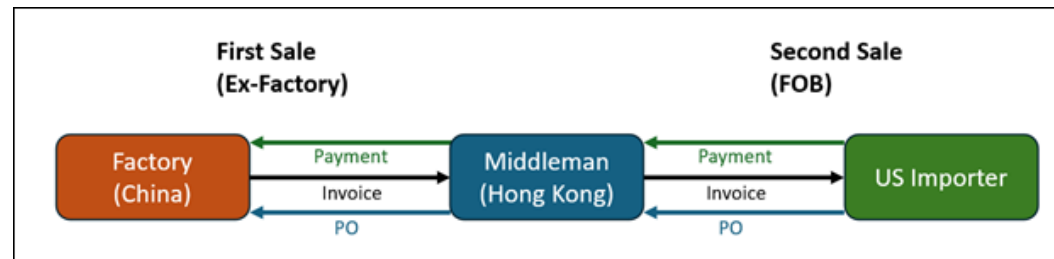 First Sale
(Ex-Factory)
Second Sale
(FOB)
Factory
(China)
Payment
Invoice
PO
Middleman
(Hong Kong)
Payment
Invoice
PO
US Importer